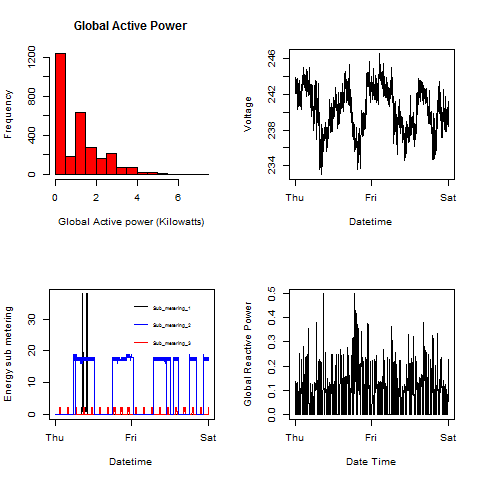 Global Active Power
Frequency
1200
800
400
0
0 2 4 6
Global Active power (Kilowatts)
Voltage
246
242
238
234
Thu Fri Sat
Datetime
Energy sub metering
30
20
10
0
Sub_metering_1
Sub_metering_2
Sub_metering_3
Thu Fri Sat
Datetime
Global Reactive Power
0.5
0.4
0.3
0.2
0.1
0.0
Thu Fri Sat
Date Time